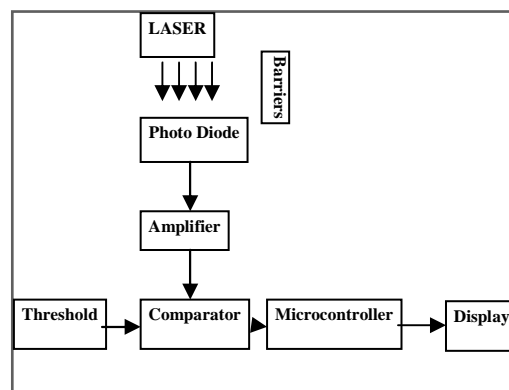 LASER
Barriers
Photo Diode
Amplifier
Threshold
Comparator
Microcontroller
Display